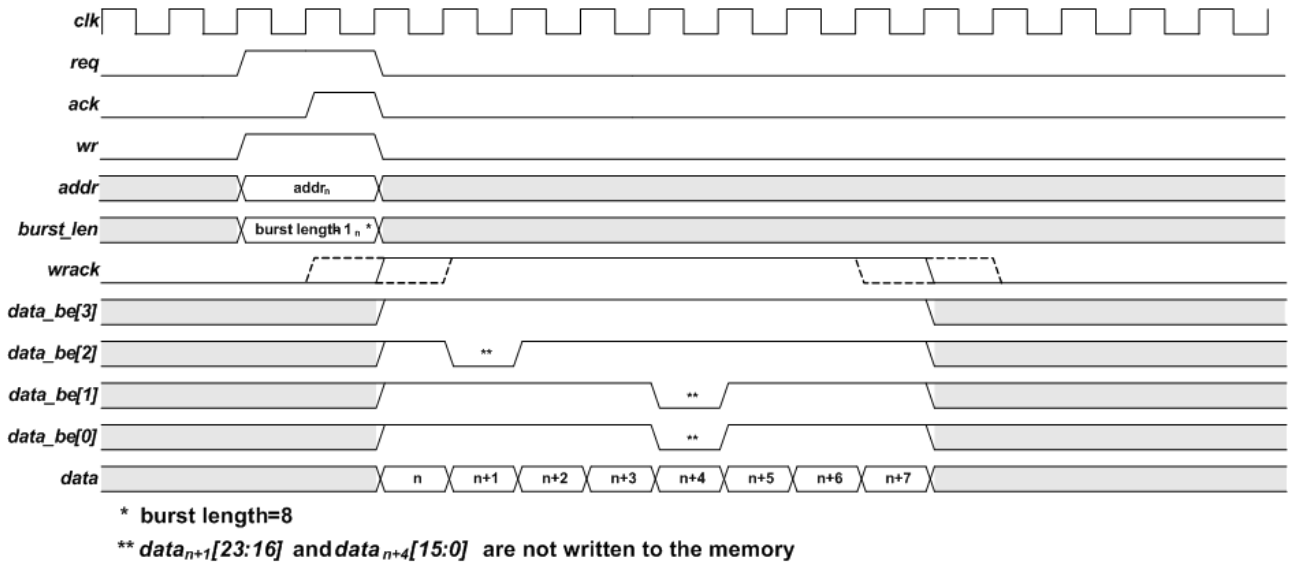 clk
req
ack
wr
addr addrn
burst_len burst length-1 n *
wrack
data_be[3]
data_be[2] **
data_be[1] **
data_be[0] **
data n n+1 n+2 n+3 n+4 n+5 n+6 n+7
* burst length=8
** datan+1[23:16] and data n+4[15:0] are not written to the memory